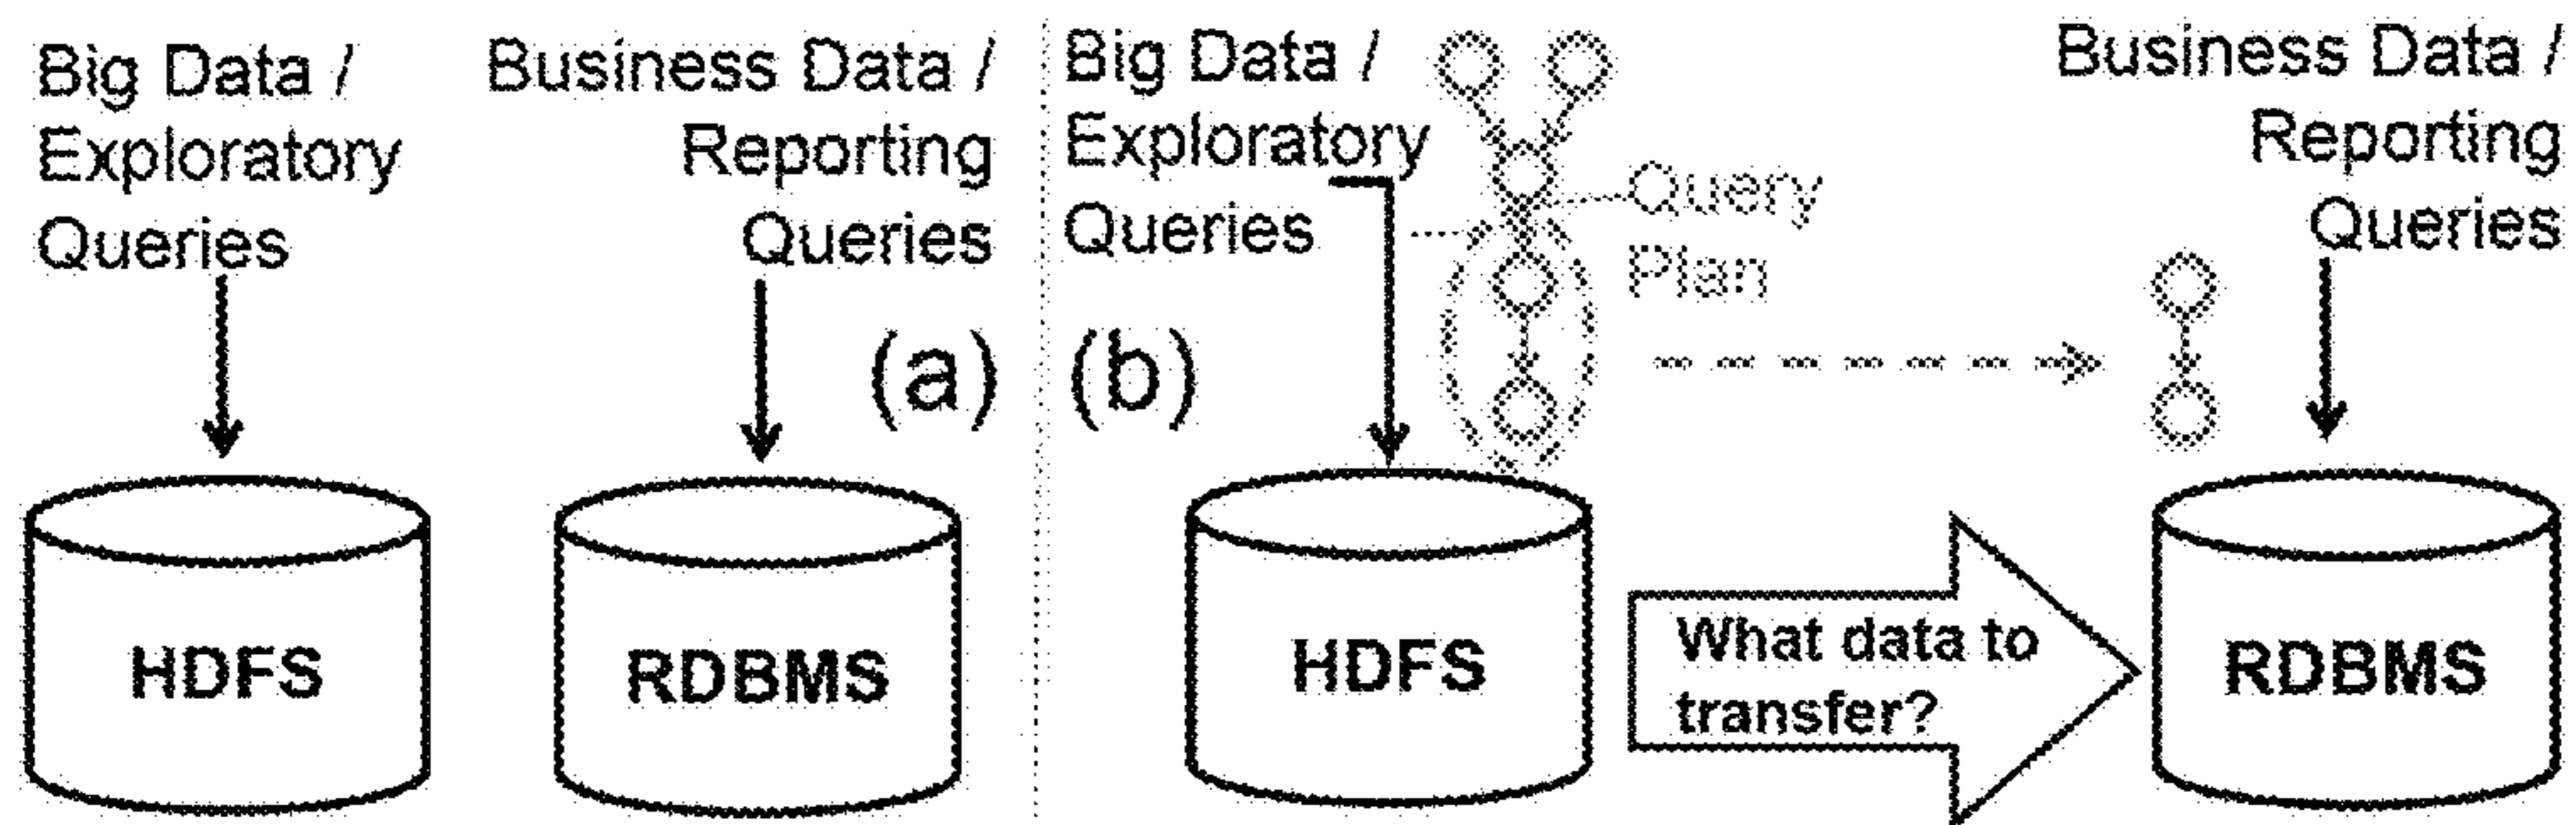 Big Data /
Exploratory
Queries
Business Data /
Reporting
Queries
(a)
HDFS
RDBMS
Big Data /
Exploratory
Queries
(b)
Query
Plan
Business Data /
Reporting
Queries
HDFS
What data to
transfer?
RDBMS